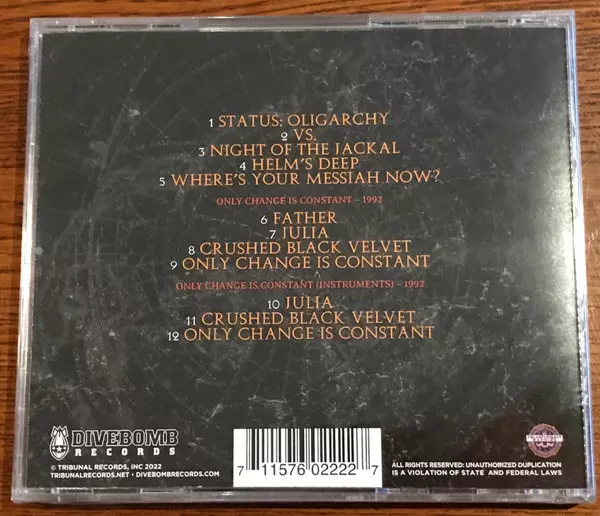 1 STATUS: OLIGARCHY
2 VS.
3 NIGHT OF THE JACKAL
4 HELM'S DEEP
5 WHERE'S YOUR MESSIAH NOW?
ONLY CHANGE IS CONSTANT – 1992
6 FATHER
7 JULIA
8 CRUSHED BLACK VELVET
9 ONLY CHANGE IS CONSTANT
ONLY CHANGE IS CONSTANT (INSTRUMENTS) – 1992
10 JULIA
11 CRUSHED BLACK VELVET
12 ONLY CHANGE IS CONSTANT
DIVEBOMB
RECORDS
© TRIBUNAL RECORDS, INC 2022
TRIBUNALRECORDS.NET • DIVEBOMBRECORDS.COM
7 11576 02222 7
ALL RIGHTS RESERVED: UNAUTHORIZED DUPLICATION
IS A VIOLATION OF STATE AND FEDERAL LAWS